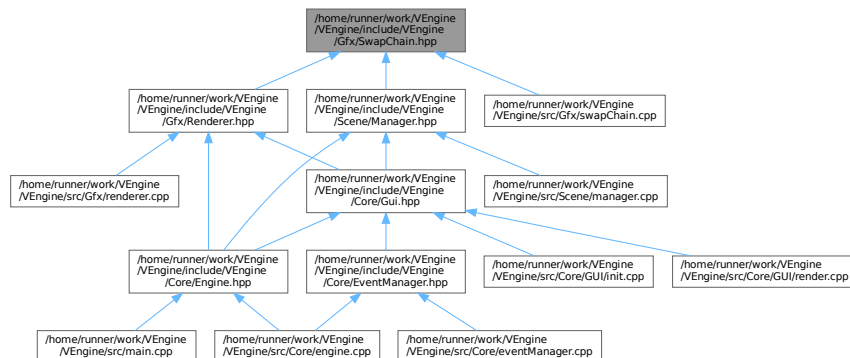 /home/runner/work/VEngine
/VEngine/include/VEngine
/Gfx/SwapChain.hpp
/home/runner/work/VEngine
/VEngine/include/VEngine
/Gfx/Renderer.hpp
/home/runner/work/VEngine
/VEngine/include/VEngine
/Scene/Manager.hpp
/home/runner/work/VEngine
/VEngine/src/Gfx/swapChain.cpp
/home/runner/work/VEngine
/VEngine/src/Gfx/renderer.cpp
/home/runner/work/VEngine
/VEngine/include/VEngine
/Core/Gui.hpp
/home/runner/work/VEngine
/VEngine/src/Scene/manager.cpp
/home/runner/work/VEngine
/VEngine/include/VEngine
/Core/Engine.hpp
/home/runner/work/VEngine
/VEngine/include/VEngine
/Core/EventManager.hpp
/home/runner/work/VEngine
/VEngine/src/Core/GUI/init.cpp
/home/runner/work/VEngine
/VEngine/src/Core/GUI/render.cpp
/home/runner/work/VEngine
/VEngine/src/main.cpp
/home/runner/work/VEngine
/VEngine/src/Core/engine.cpp
/home/runner/work/VEngine
/VEngine/src/Core/eventManager.cpp